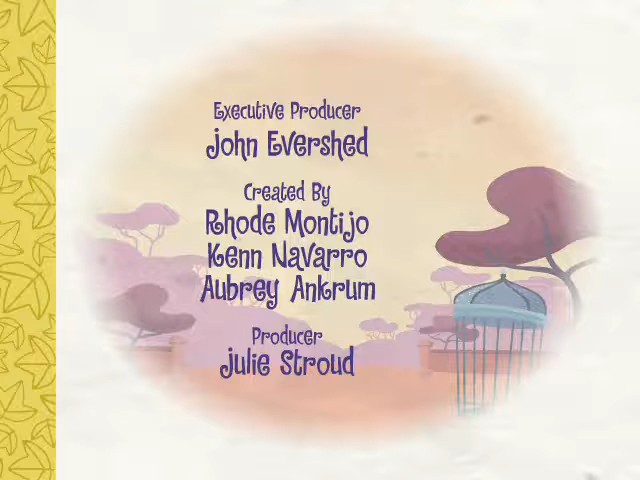 Executive Producer
John Evershed
Created By
Rhode Montijo
Kenn Navarro
Aubrey Ankrum
Producer
Julie Stroud